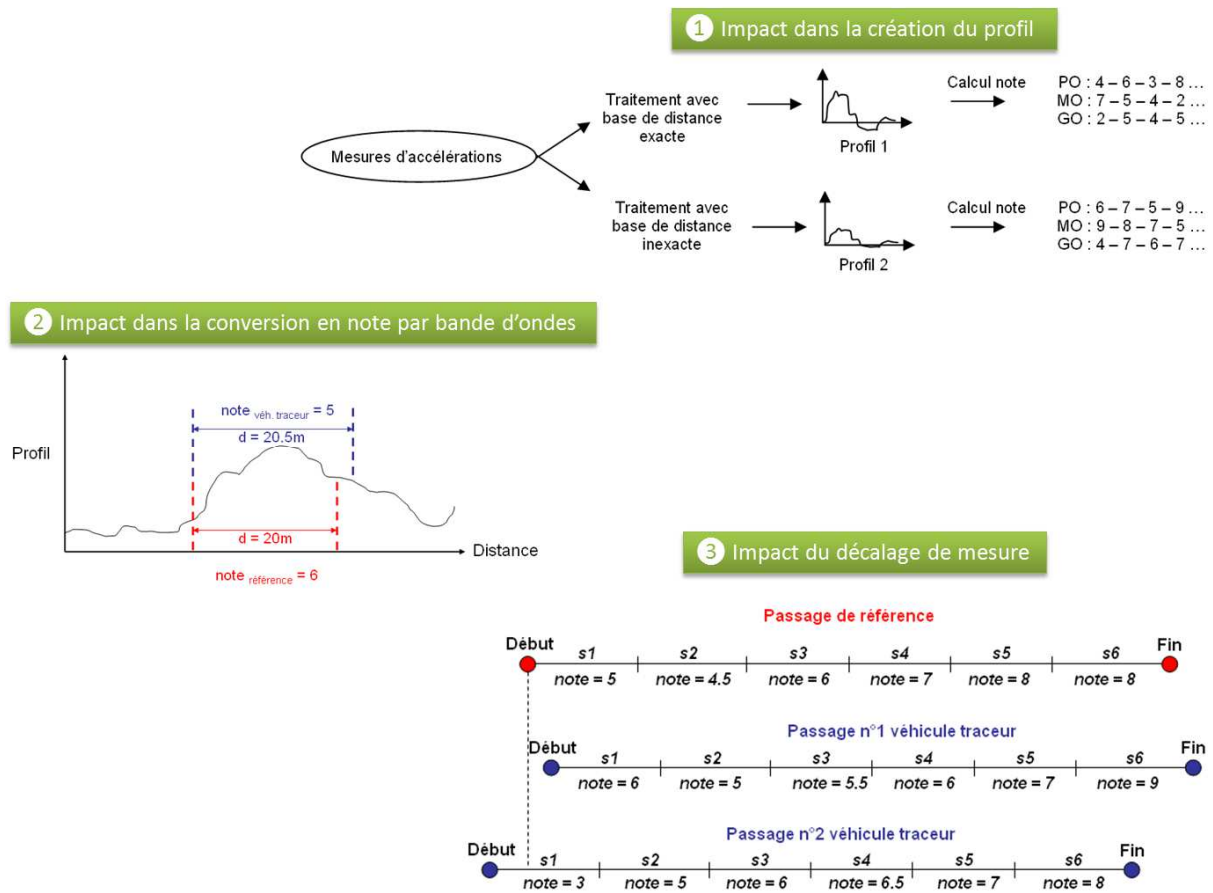 1 Impact dans la création du profil
Mesures d'accélérations
Traitement avec
base de distance
exacte
Profil 1
Calcul note
PO : 4 – 6 – 3 – 8 ...
MO : 7 – 5 – 4 – 2 ...
GO : 2 – 5 – 4 – 5 ...
Traitement avec
base de distance
inexacte
Profil 2
Calcul note
PO : 6 – 7 – 5 – 9 ...
MO : 9 – 8 – 7 – 5 ...
GO : 4 – 7 – 6 – 7 ...
2 Impact dans la conversion en note par bande d'ondes
Profil
note véh. traceur = 5
d = 20.5m
d = 20m
Distance
note référence = 6
3 Impact du décalage de mesure
Passage de référence
Début Fin
s1 s2 s3 s4 s5 s6
note = 5 note = 4.5 note = 6 note = 7 note = 8 note = 8
Passage n°1 véhicule traceur
Début Fin
s1 s2 s3 s4 s5 s6
note = 6 note = 5 note = 5.5 note = 6 note = 7 note = 9
Passage n°2 véhicule traceur
Début Fin
s1 s2 s3 s4 s5 s6
note = 3 note = 5 note = 6 note = 6.5 note = 7 note = 8